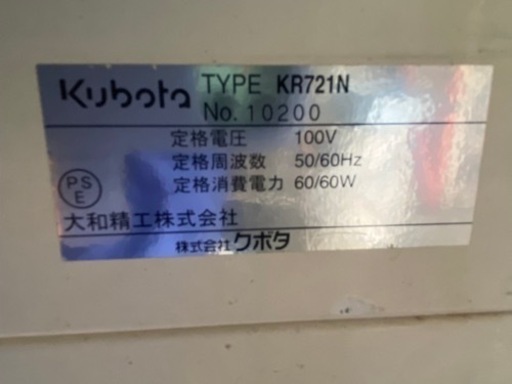 Kubota TYPE KR721N
No.10200
定格電圧 100V
定格周波数 50/60Hz
定格消費電力 60/60W
PS
E
大和精工株式会社
株式会社クボタ